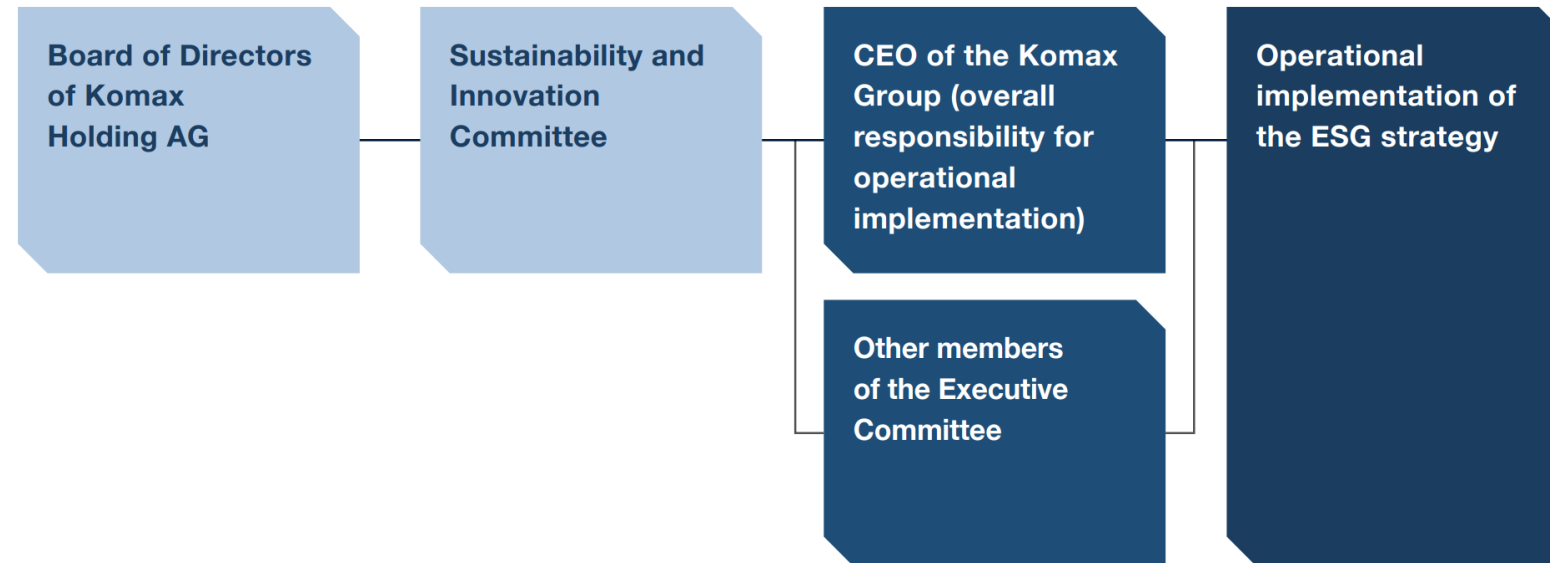 Board of Directors
of Komax
Holding AG
Sustainability and
Innovation
Committee
CEO of the Komax
Group (overall
responsibility for
operational
implementation)
Other members
of the Executive
Committee
Operational
implementation of
the ESG strategy